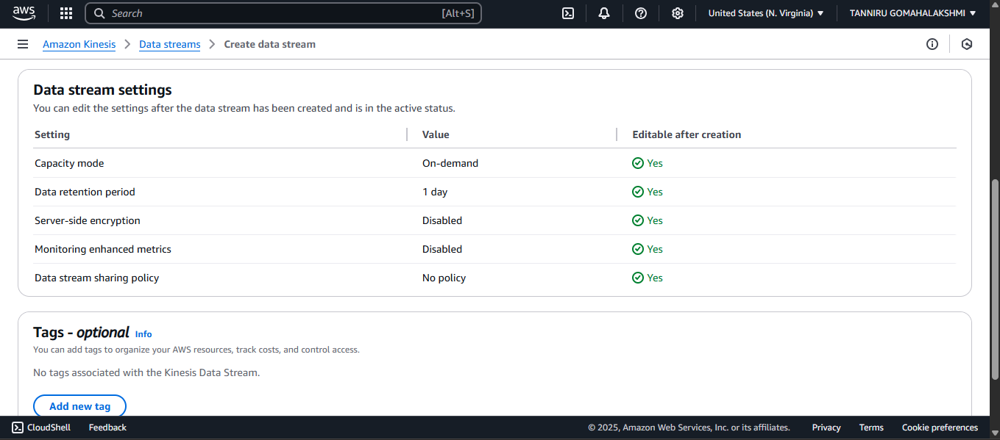 aws
Search [Alt+S]
United States (N. Virginia) TANNIRU GOMAHALAKSHMI
Amazon Kinesis Data streams Create data stream
Data stream settings
You can edit the settings after the data stream has been created and is in the active status.
Setting Value Editable after creation
Capacity mode On-demand Yes
Data retention period 1 day Yes
Server-side encryption Disabled Yes
Monitoring enhanced metrics Disabled Yes
Data stream sharing policy No policy Yes
Tags - optional Info
You can add tags to organize your AWS resources, track costs, and control access.
No tags associated with the Kinesis Data Stream.
Add new tag
CloudShell Feedback © 2025, Amazon Web Services, Inc. or its affiliates. Privacy Terms Cookie preferences